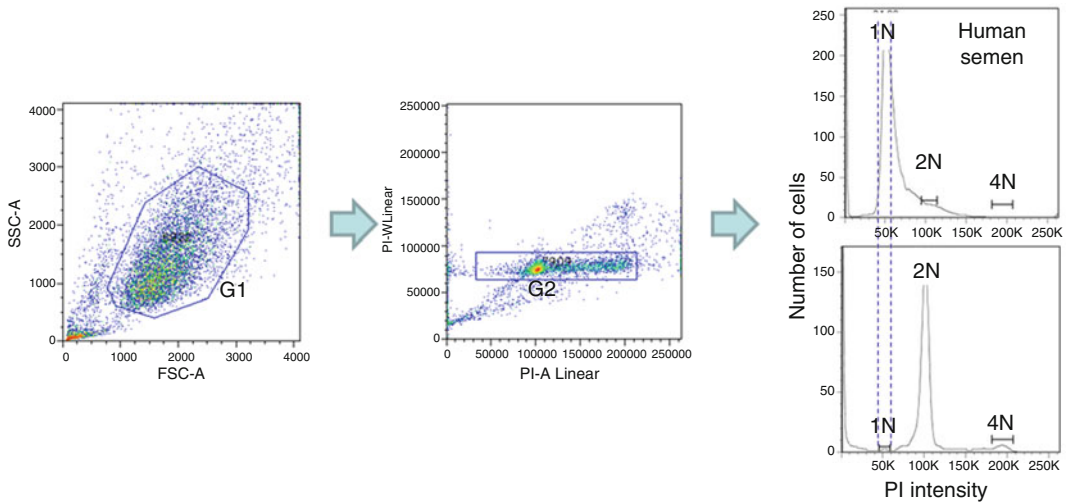 4000
3000
2000
1000
0
0 1000 2000 3000 4000
SSC-A
FSC-A
G1
250000
200000
150000
100000
50000
0
0 50000 100000 150000 200000 250000
PI-WLinear
PI-A Linear
G2
Number of cells
250
200
150
100
50
0
1N
Human
semen
2N
4N
50K 100K 150K 200K
150
100
50
0
2N
1N
4N
50K 100K 150K 200K
PI intensity